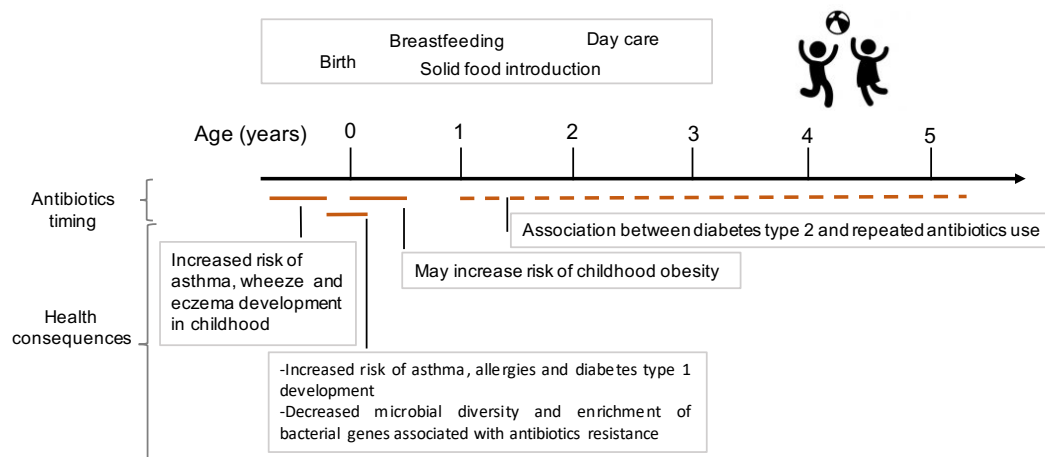 Breastfeeding
Day care
Birth
Solid food introduction
Age (years)
0
1
2
3
4
5
Antibiotics
timing
Association between diabetes type 2 and repeated antibiotics use
Increased risk of
asthma, wheeze and
eczema development
in childhood
May increase risk of childhood obesity
Health
consequences
-Increased risk of asthma, allergies and diabetes type 1
development
-Decreased microbial diversity and enrichment of
bacterial genes associated with antibiotics resistance